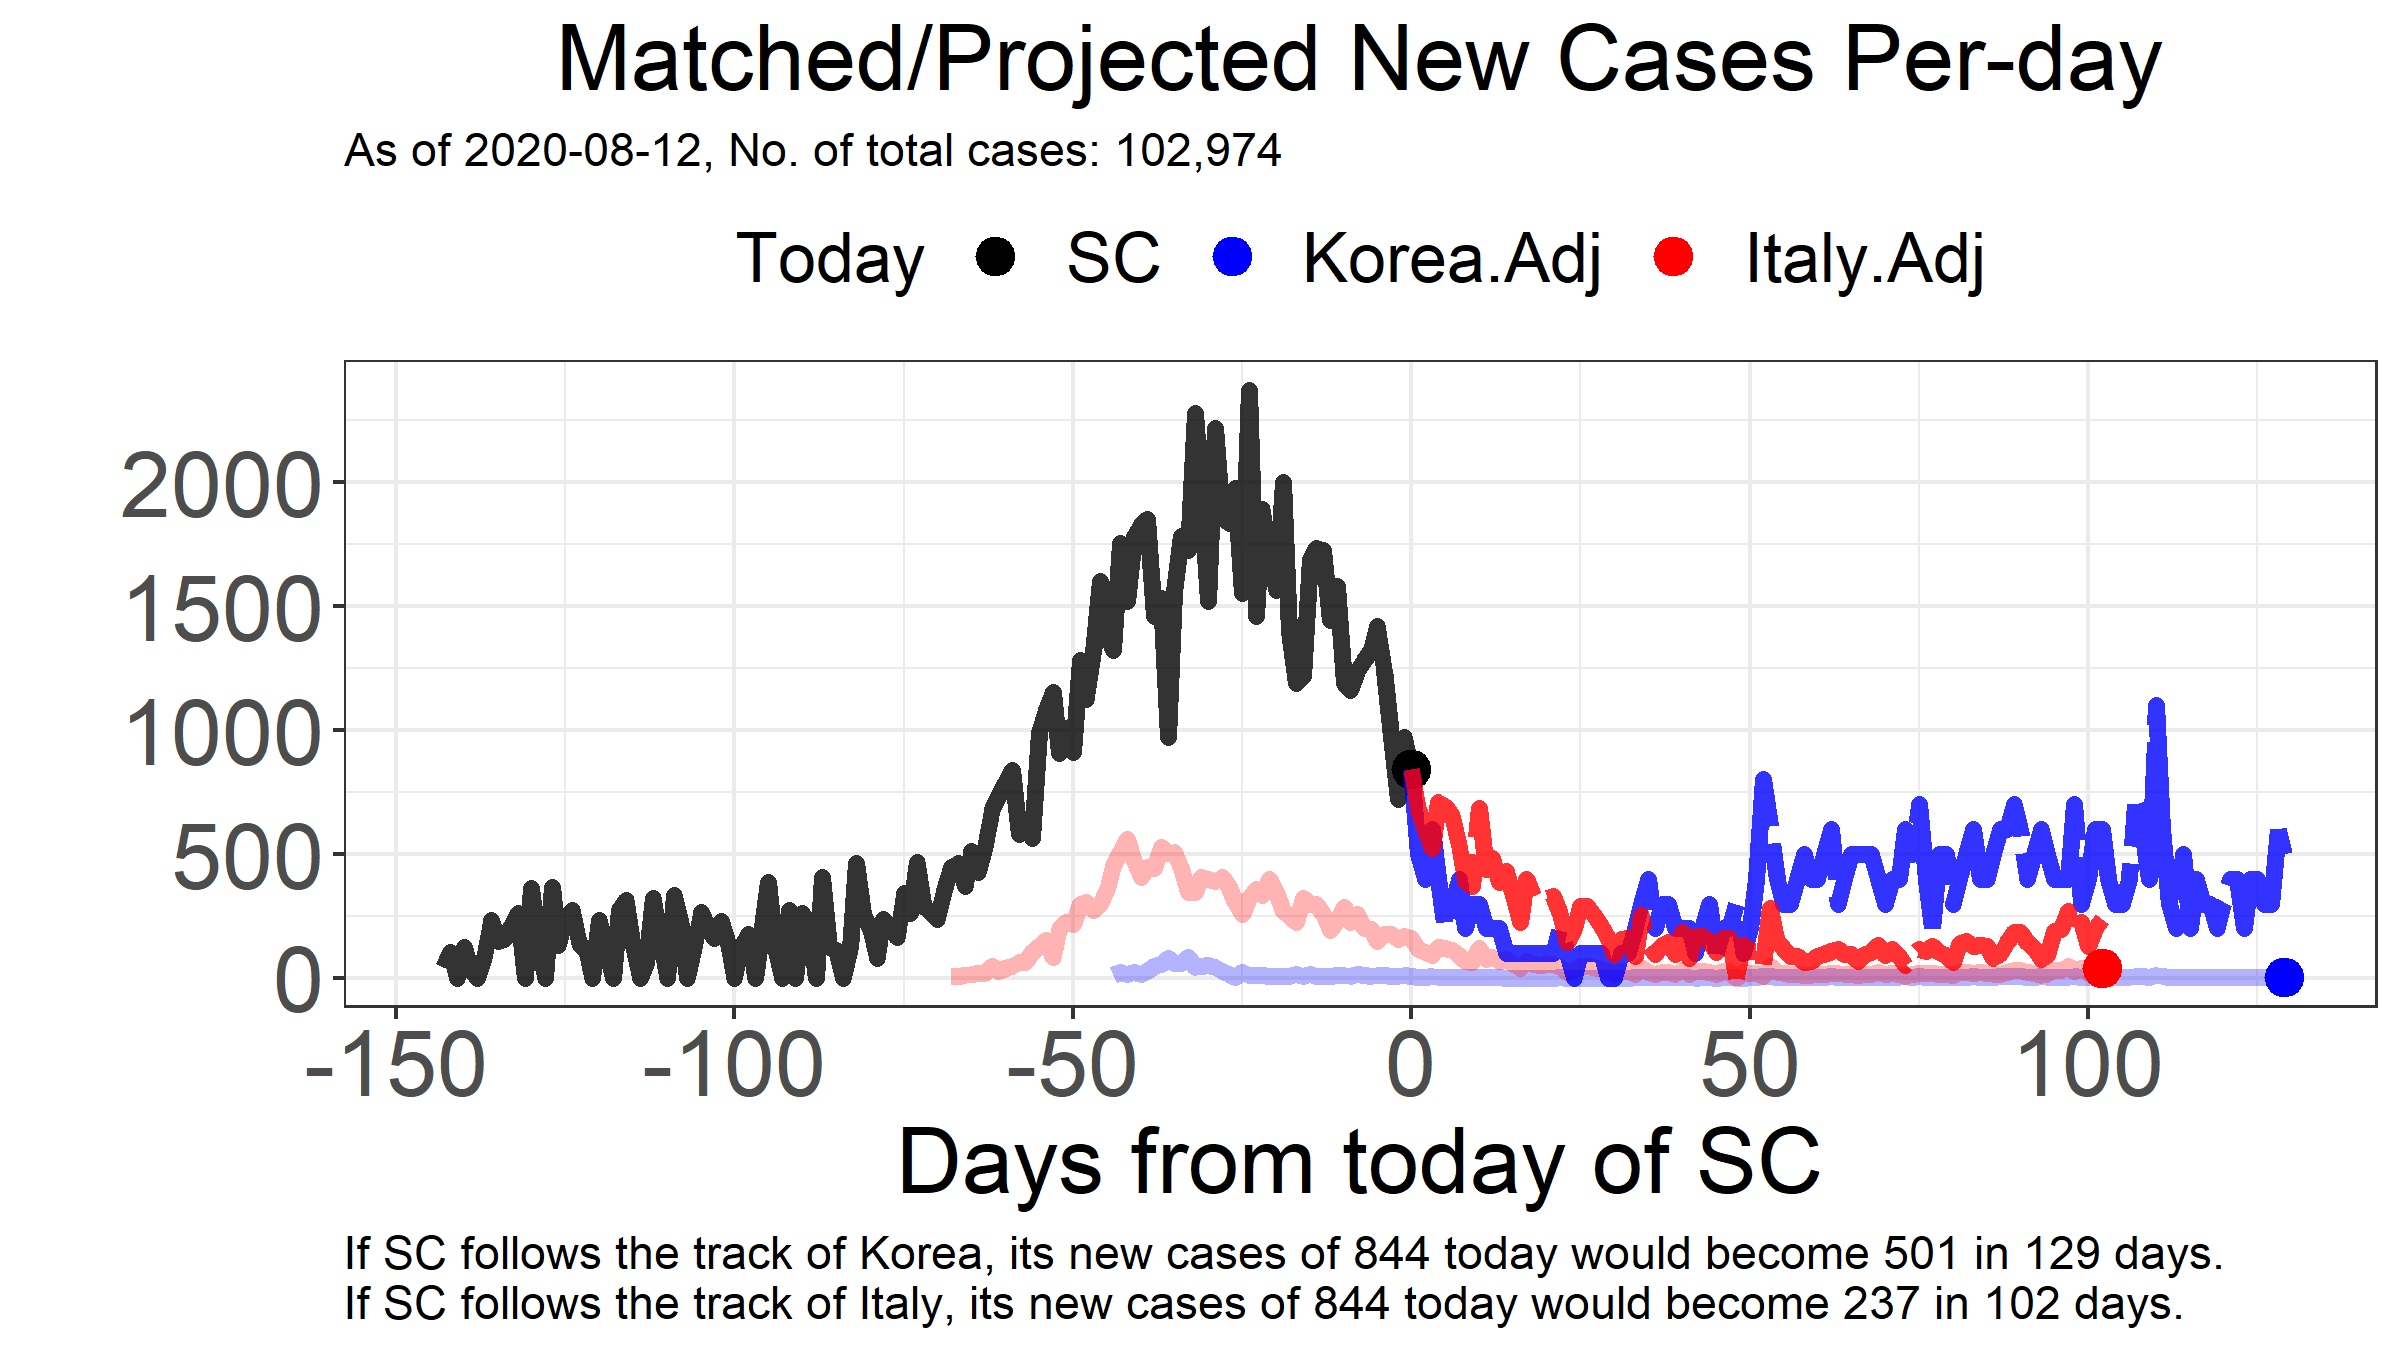 Matched/Projected New Cases Per-day
As of 2020-08-12, No. of total cases: 102,974
Today SC Korea.Adj Italy.Adj
2000
1500
1000
500
0
-150 -100 -50 0 50 100
Days from today of SC
If SC follows the track of Korea, its new cases of 844 today would become 501 in 129 days.
If SC follows the track of Italy, its new cases of 844 today would become 237 in 102 days.